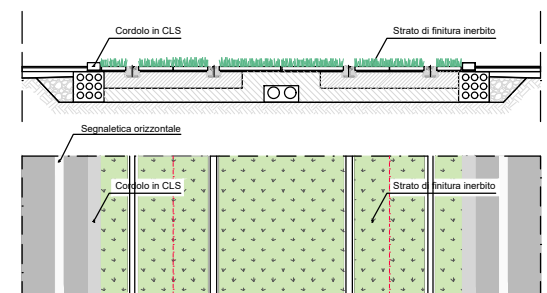 Cordolo in CLS
Strato di finitura inerbito
Segnaletica orizzontale
Cordolo in CLS
Strato di finitura inerbito